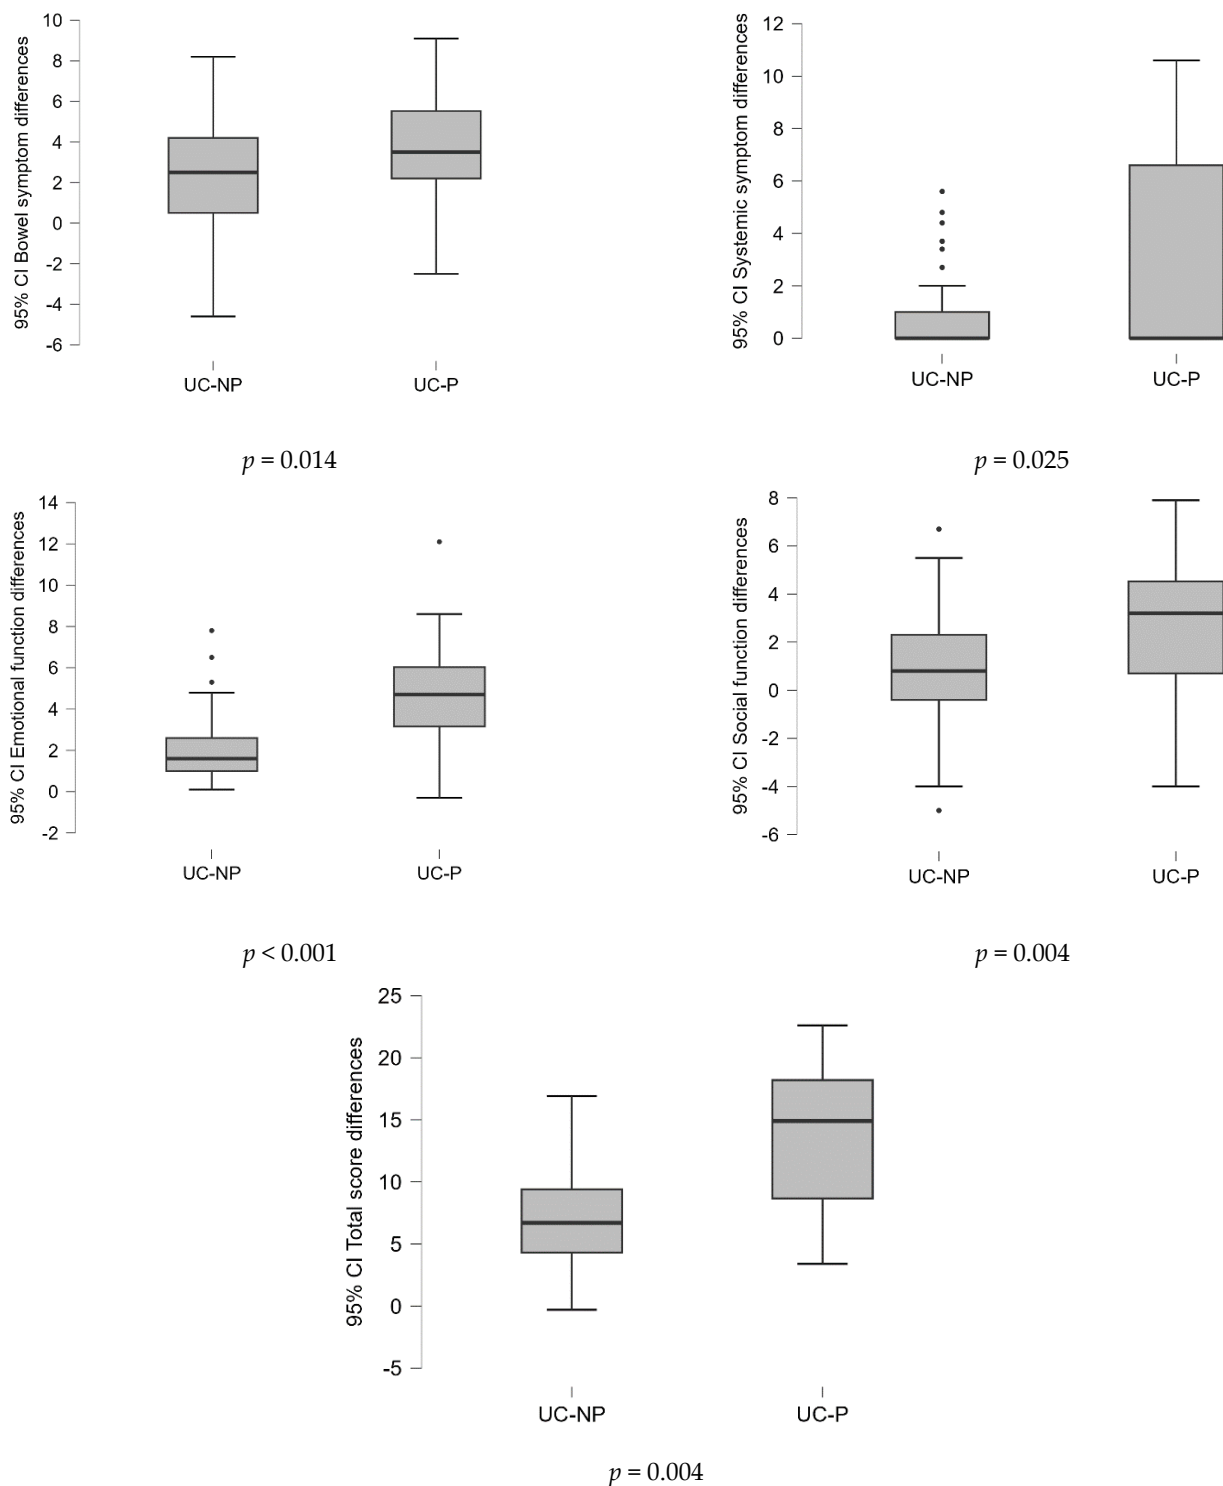 95% CI Bowel symptom differences
10
8
6
4
2
0
-2
-4
-6
UC-NP
UC-P
p = 0.014
95% CI Systemic symptom differences
12
10
8
6
4
2
0
UC-NP
UC-P
p = 0.025
95% CI Emotional function differences
14
12
10
8
6
4
2
0
-2
UC-NP
UC-P
p < 0.001
95% CI Social function differences
8
6
4
2
0
-2
-4
-6
UC-NP
UC-P
p = 0.004
95% CI Total score differences
25
20
15
10
5
0
-5
UC-NP
UC-P
p = 0.004